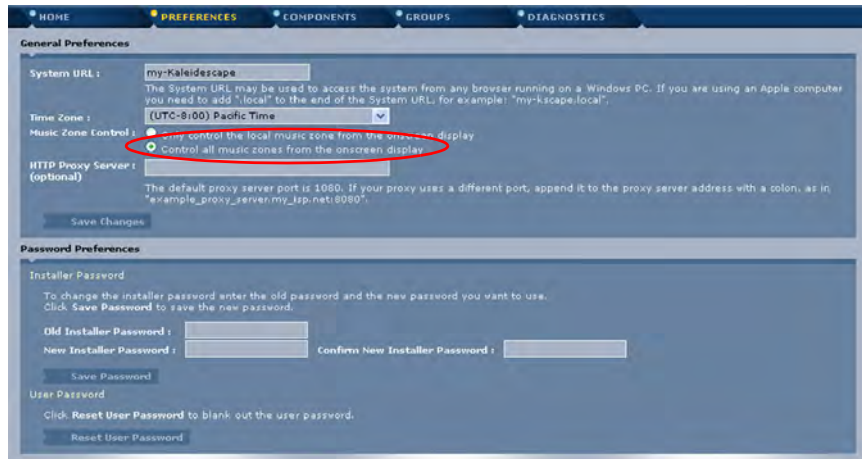 HOME PREFERENCES COMPONENTS GROUPS DIAGNOSTICS
General Preferences
System URL : my-Kaleidescape
The System URL may be used to access the system from any browser running on a Windows PC. If you are using an Apple computer
you need to add ".local" to the end of the System URL, for example: "my-kscape.local".
Time Zone : (UTC-8:00) Pacific Time
Music Zone Control : Only control the local music zone from the onscreen display
Control all music zones from the onscreen display
HTTP Proxy Server :
(optional)
The default proxy server port is 1080. If your proxy uses a different port, append it to the proxy server address with a colon, as in
"example_proxy_server.my_isp.net:8080".
Save Changes
Password Preferences
Installer Password
To change the installer password enter the old password and the new password you want to use.
Click Save Password to save the new password.
Old Installer Password :
New Installer Password : Confirm New Installer Password :
Save Password
User Password
Click Reset User Password to blank out the user password.
Reset User Password